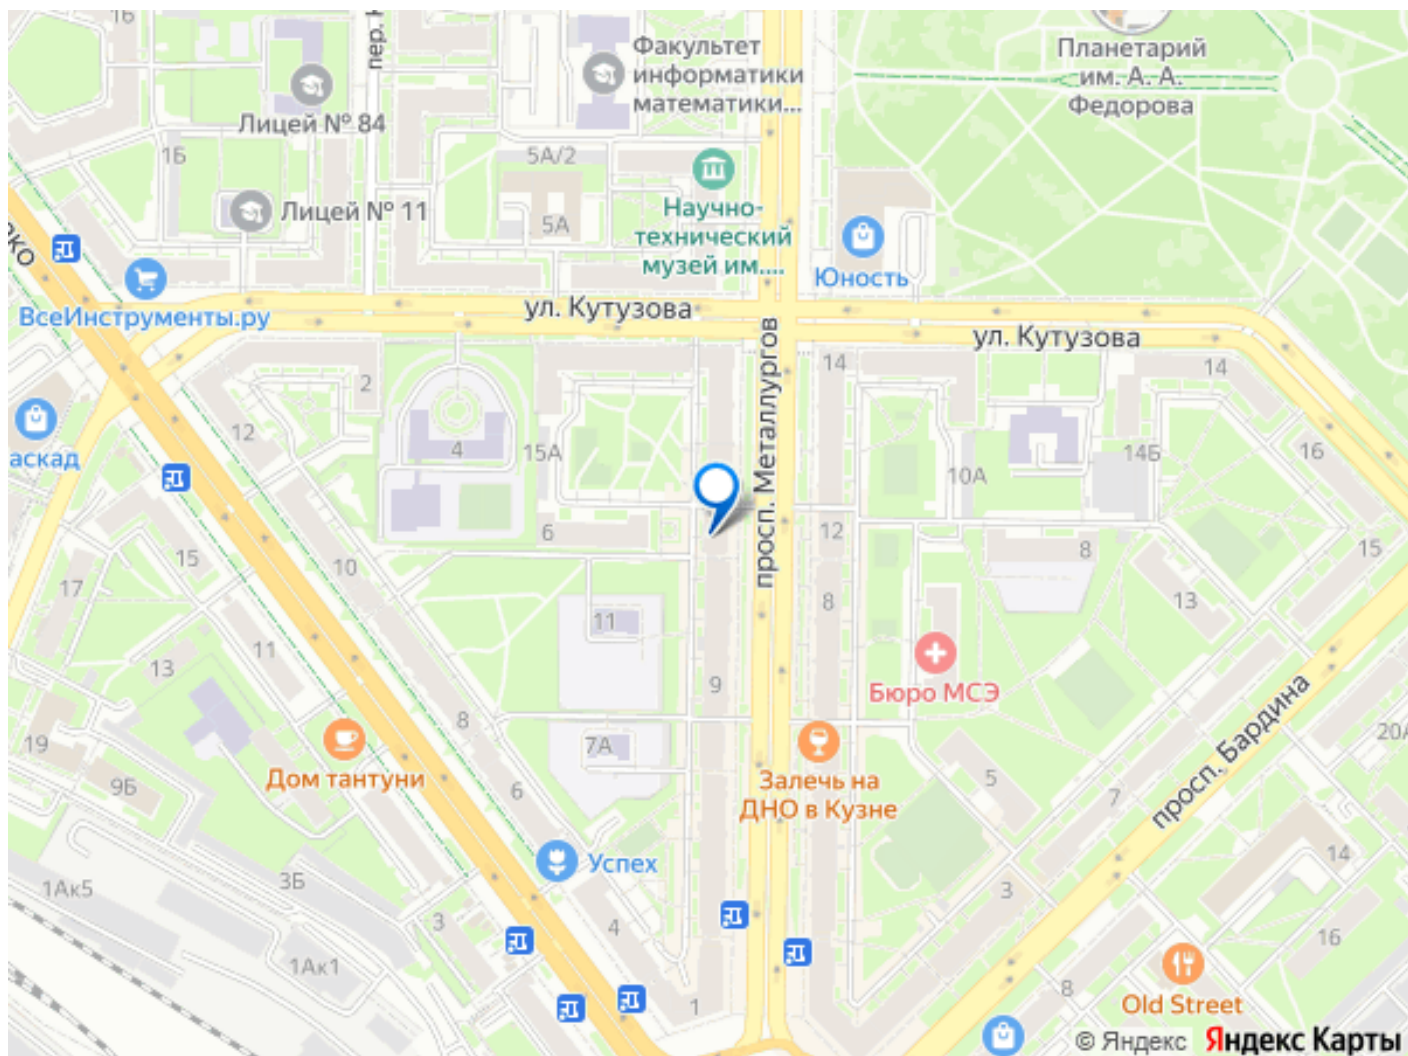 1Б
пер.
Факультет
информатики
математики...
Планетарий
им. А. А.
Федорова
Лицей № 84
1Б
5А/2
Лицей № 11
5А
Научно-
технический
музей им....
Юность
ВсеИнструменты.ру
ул. Кутузова
ул. Кутузова
просп. Металлургов
2
14
14
12
4
15А
10А
14Б
16
аскад
6
12
8
15
15
10
17
11
8
13
13
11
9
Бюро МСЭ
просп. Бардина
19
8
7А
20А
Дом тантуни
9Б
6
Залечь на
ДНО в Кузне
5
7
Успех
14
1Ак5
3Б
3
3
4
16
1Ак1
8
Old Street
1
© Яндекс Яндекс Карты